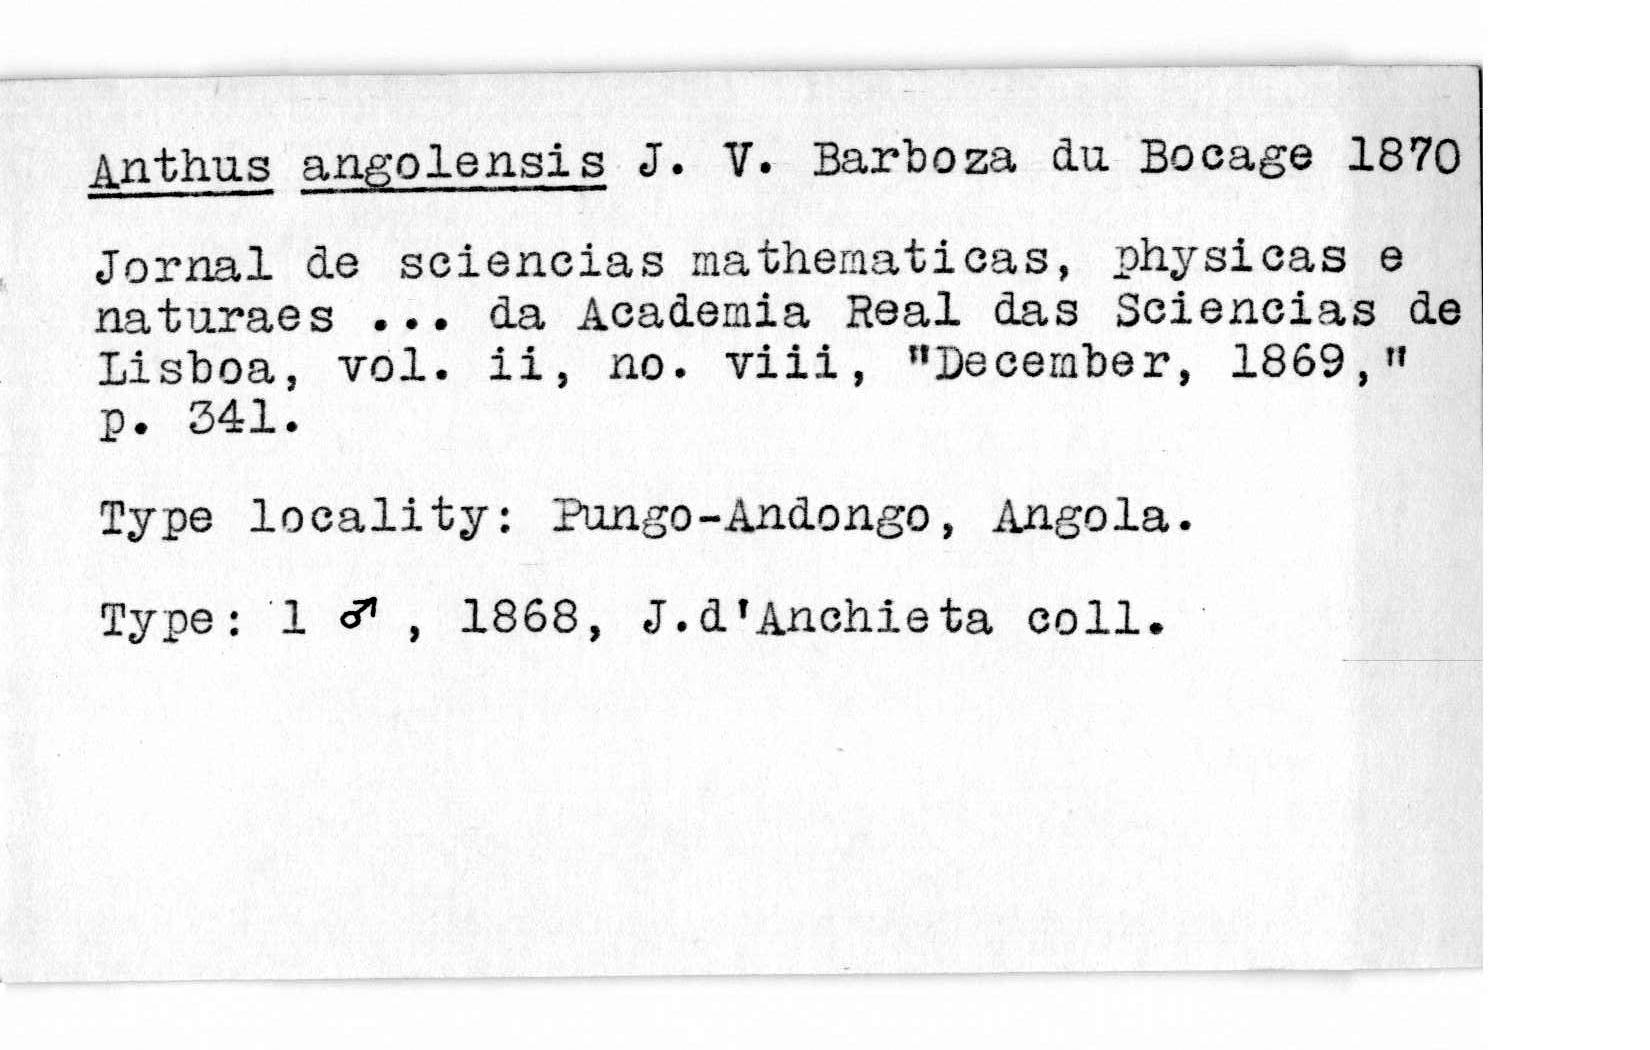 Anthus angolensis J. V. Barboza du Bocage 1870
Jornal de sciencias mathematicas, physicas e
naturaes ... da Academia Real das Sciencias de
Lisboa, vol. ii, no. viii, "December, 1869,"
p. 341.
Type locality: Pungo-Andongo, Angola.
Type: 1 ♂ , 1868, J.d'Anchieta coll.